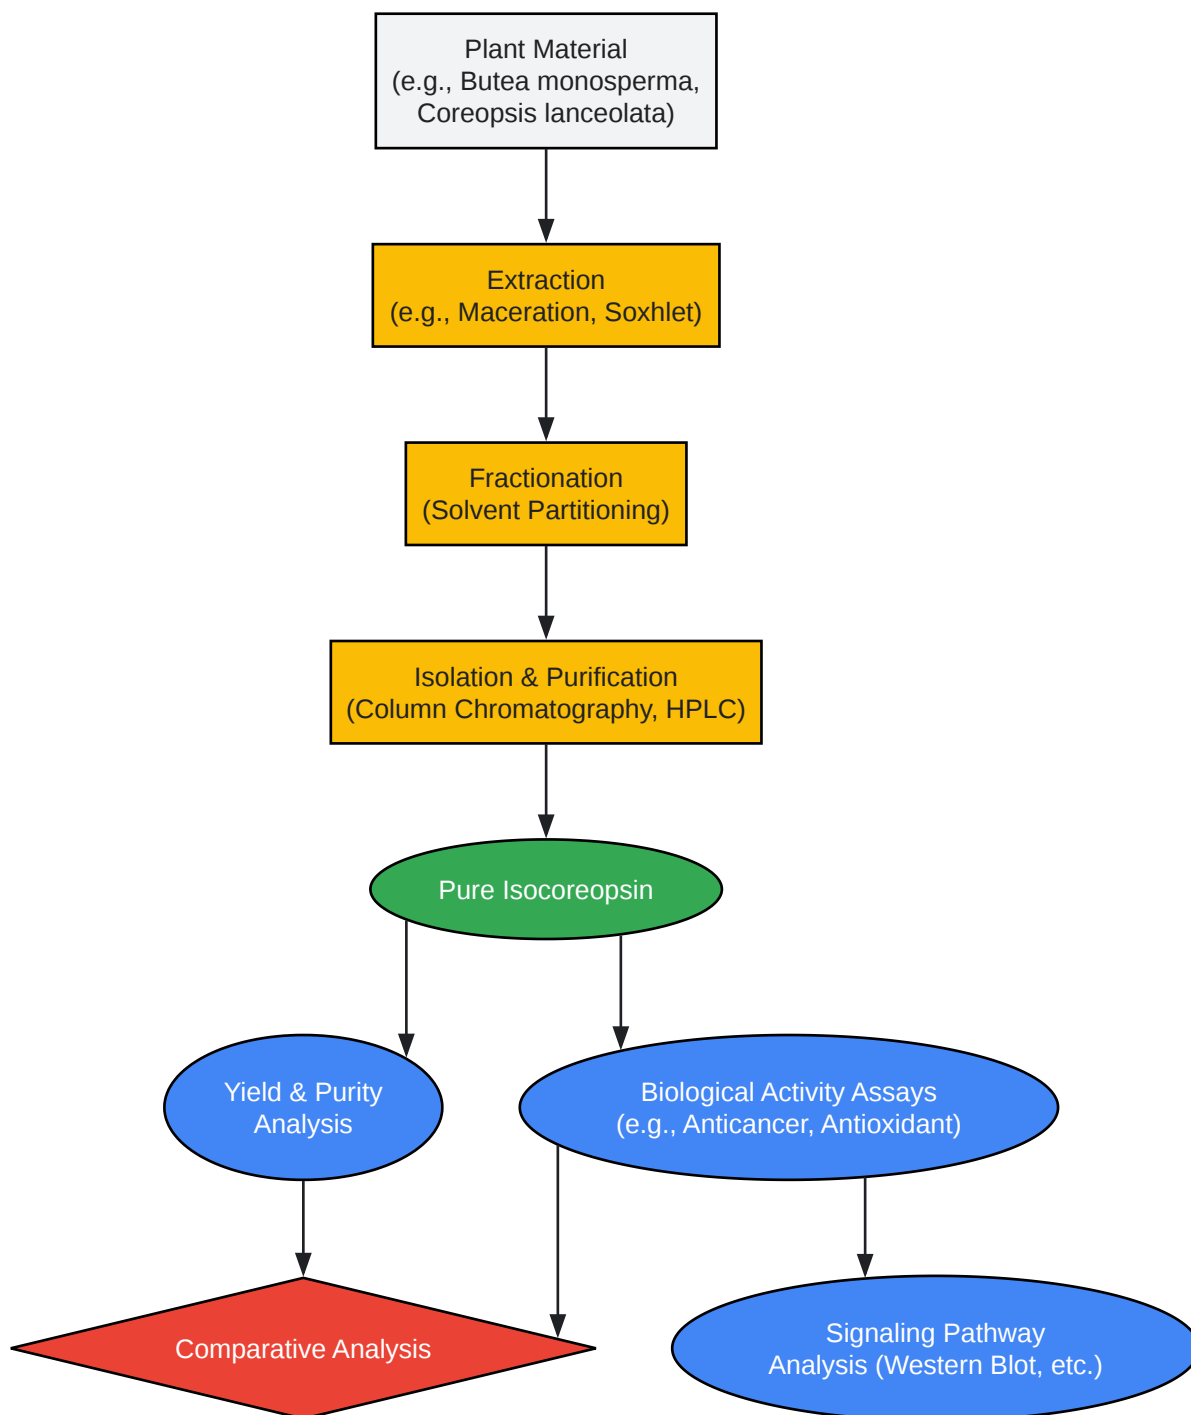 Plant Material
(e.g., Butea monosperma,
Coreopsis lanceolata)
Extraction
(e.g., Maceration, Soxhlet)
Fractionation
(Solvent Partitioning)
Isolation & Purification
(Column Chromatography, HPLC)
Pure Isocoreopsin
Yield & Purity
Analysis
Biological Activity Assays
(e.g., Anticancer, Antioxidant)
Comparative Analysis
Signaling Pathway
Analysis (Western Blot, etc.)